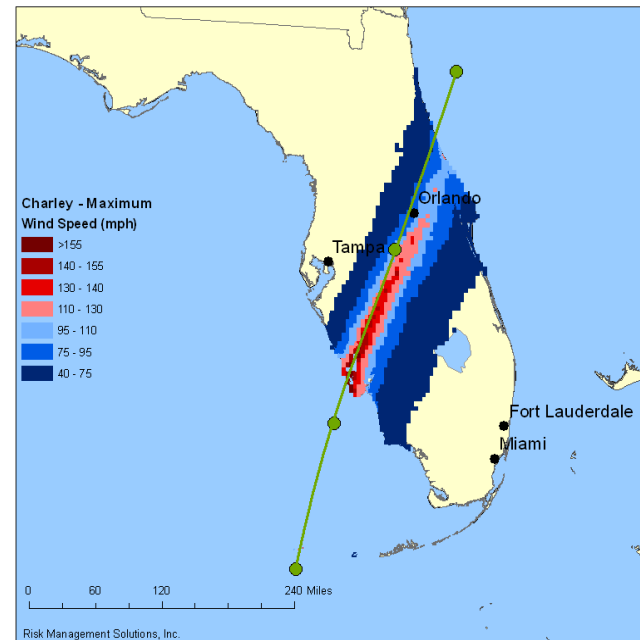 Orlando
Charley - Maximum
Wind Speed (mph)
>155
140 - 155
130 - 140
110 - 130
95 - 110
75 - 95
40 - 75
Tampa
Fort Lauderdale
Miami
0 60 120 240 Miles
Risk Management Solutions, Inc.